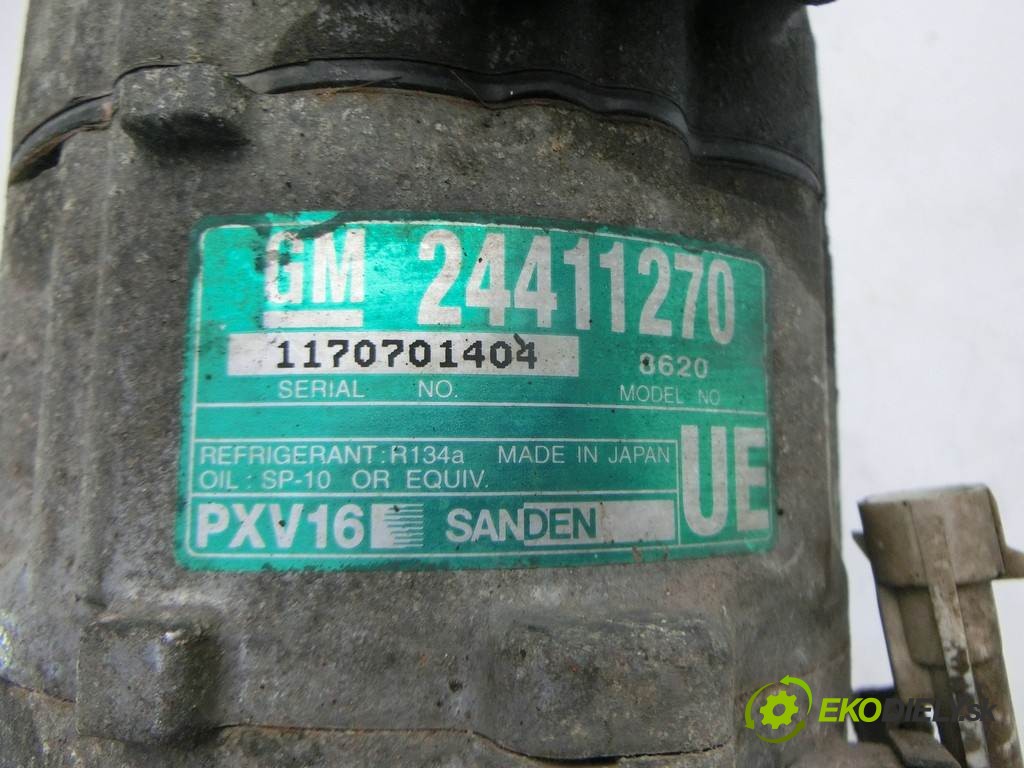 GM 24411270
1170701404 8620
SERIAL NO. MODEL NO
REFRIGERANT: R134a MADE IN JAPAN
OIL: SP-10 OR EQUIV.
UE
PXV16 SANDEN
EKODIELY.sk